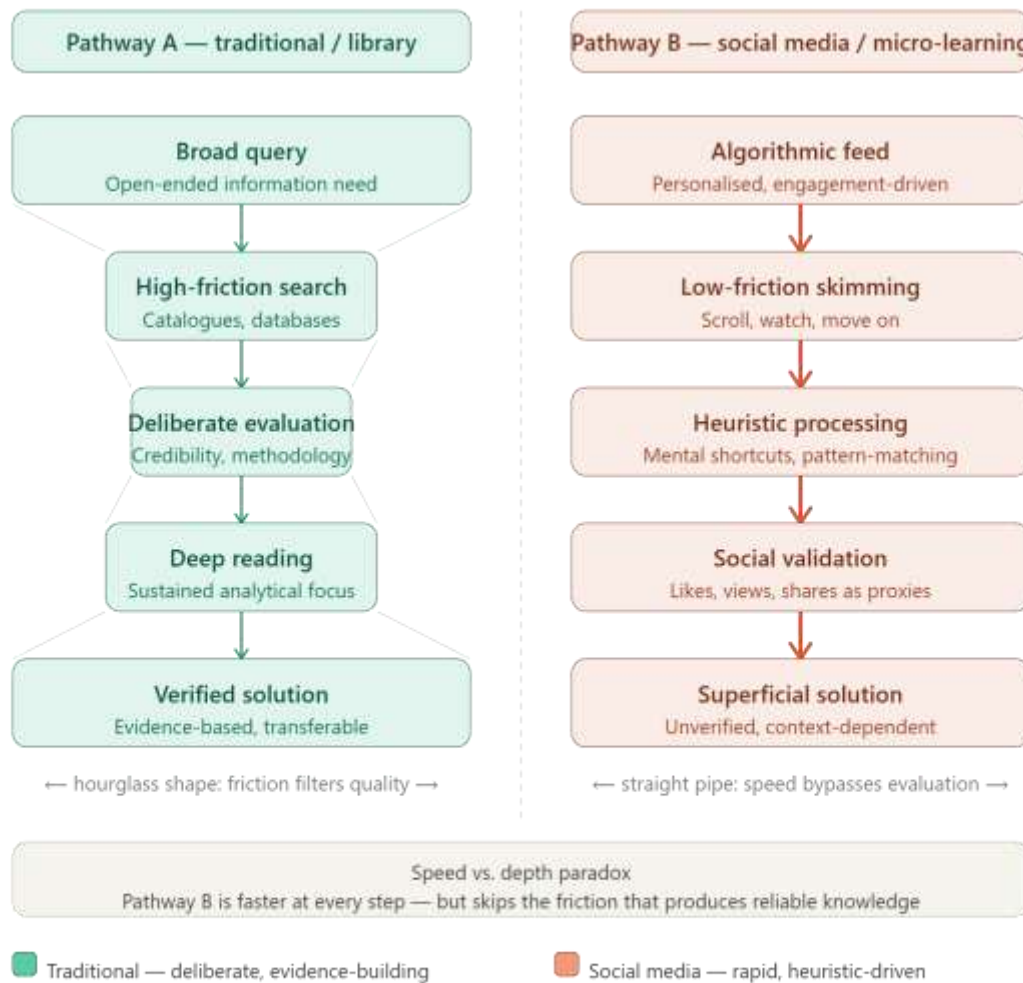 Pathway A — traditional / library
Pathway B — social media / micro-learning
Broad query
Open-ended information need
High-friction search
Catalogues, databases
Deliberate evaluation
Credibility, methodology
Deep reading
Sustained analytical focus
Verified solution
Evidence-based, transferable
← hourglass shape: friction filters quality →
Algorithmic feed
Personalised, engagement-driven
Low-friction skimming
Scroll, watch, move on
Heuristic processing
Mental shortcuts, pattern-matching
Social validation
Likes, views, shares as proxies
Superficial solution
Unverified, context-dependent
← straight pipe: speed bypasses evaluation →
Speed vs. depth paradox
Pathway B is faster at every step — but skips the friction that produces reliable knowledge
Traditional — deliberate, evidence-building
Social media — rapid, heuristic-driven